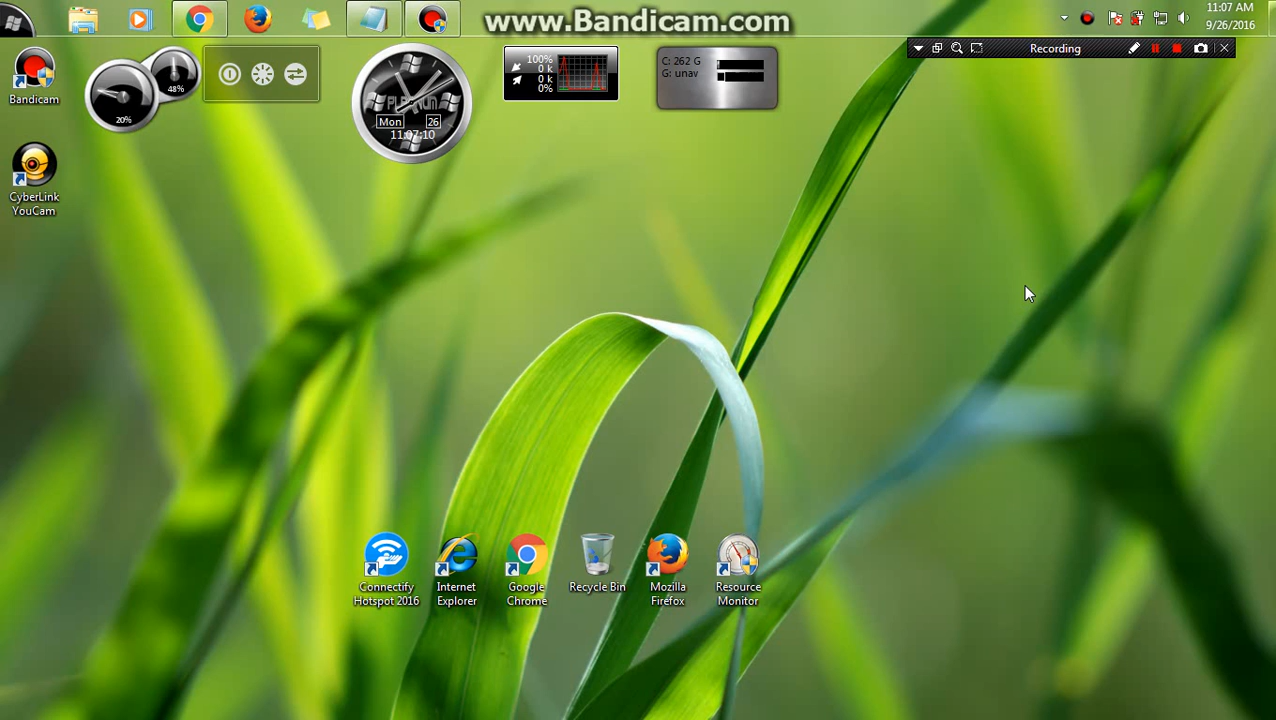 www.Bandicam.com
11:07 AM
9/26/2016
Recording
Bandicam
48%
20%
Mon 26
11:07:10
100%
0 k
0 k
0%
C: 262 G
G: unav
CyberLink
YouCam
Connectify
Hotspot 2016
Internet
Explorer
Google
Chrome
Recycle Bin
Mozilla
Firefox
Resource
Monitor